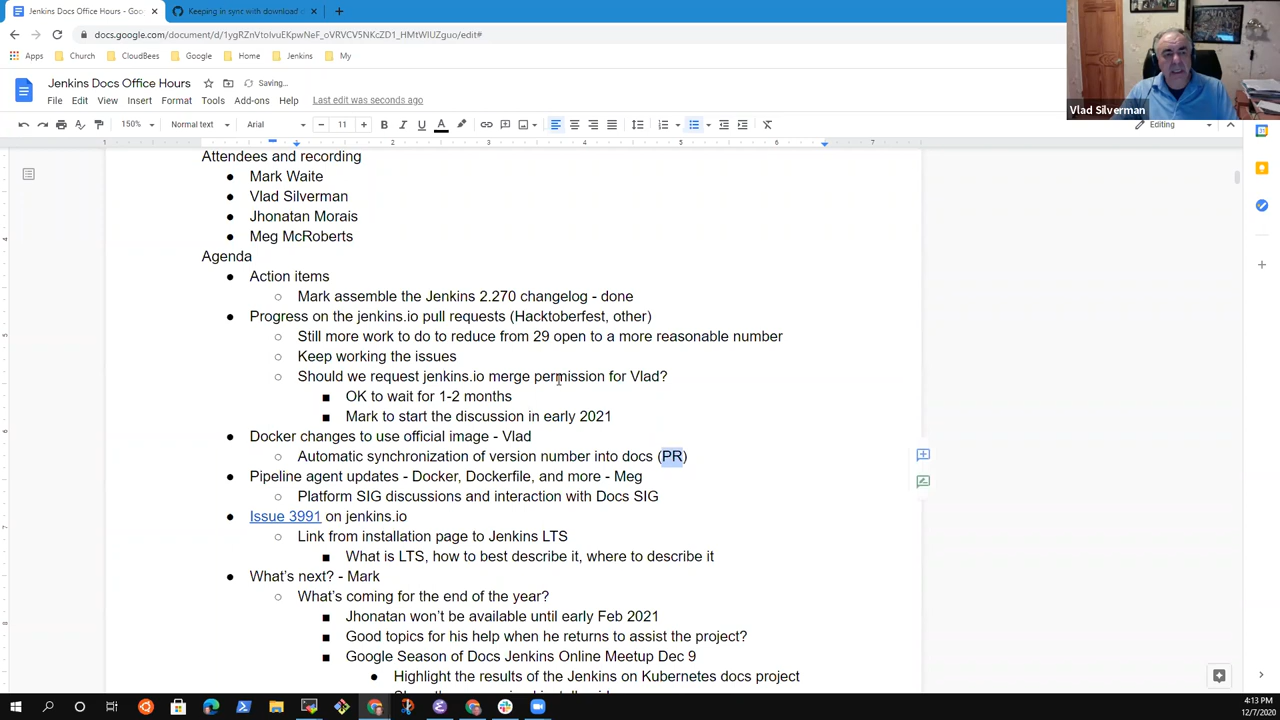 Jenkins Docs Office Hours - Goo
Keeping in sync with download o
docs.google.com/document/d/1ygRZnVtoIvuEKpwNeF_oVRVCV5NKcZD1_HMtWIUZguo/edit#
Apps Church CloudBees Google Home Jenkins My
Jenkins Docs Office Hours Saving...
File Edit View Insert Format Tools Add-ons Help Last edit was seconds ago
Vlad Silverman
150% Normal text Arial 11 Editing
1 1 2 3 4 5 6 7
Attendees and recording
● Mark Waite
● Vlad Silverman
● Jhonatan Morais
● Meg McRoberts
Agenda
● Action items
○ Mark assemble the Jenkins 2.270 changelog - done
● Progress on the jenkins.io pull requests (Hacktoberfest, other)
○ Still more work to do to reduce from 29 open to a more reasonable number
○ Keep working the issues
○ Should we request jenkins.io merge permission for Vlad?
■ OK to wait for 1-2 months
■ Mark to start the discussion in early 2021
● Docker changes to use official image - Vlad
○ Automatic synchronization of version number into docs (PR)
● Pipeline agent updates - Docker, Dockerfile, and more - Meg
○ Platform SIG discussions and interaction with Docs SIG
● Issue 3991 on jenkins.io
○ Link from installation page to Jenkins LTS
■ What is LTS, how to best describe it, where to describe it
● What's next? - Mark
○ What's coming for the end of the year?
■ Jhonatan won't be available until early Feb 2021
■ Good topics for his help when he returns to assist the project?
■ Google Season of Docs Jenkins Online Meetup Dec 9
● Highlight the results of the Jenkins on Kubernetes docs project
4:13 PM
12/7/2020